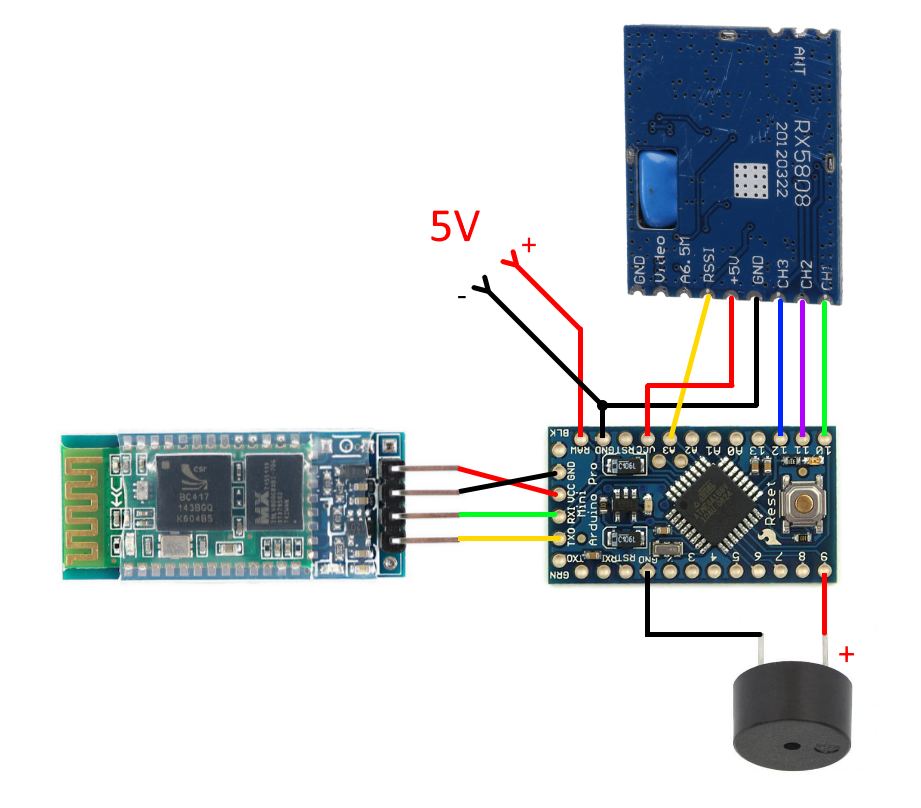 ANT
RX5808
20120322
GND
Video
A6.5M
RSSI
+5V
GND
CH3
CH2
CH1
5V
+
-
BLK
RAW
GND
RST
VCC
A3
A2
A1
A0
13
12
11
10
GND
VCC
RXI
TXO
Mini
Arduino Pro
C106L
C106L
Reset
GRN
TXO
RXI
RST
GND
3
4
5
6
7
8
9
csr
BC417
143BGQ
K604BS
MX
+